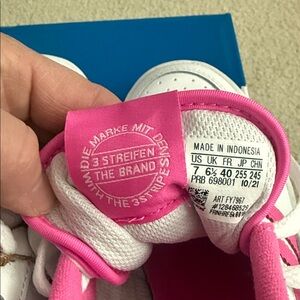 DIE MARKE MIT DEN
3 STREIFEN
THE BRAND
WITH THE 3 STRIPES
MADE IN INDONESIA
US UK FR JP CHN
7 6½ 40 255 245
PRB 698001 10/21
ART FY7967